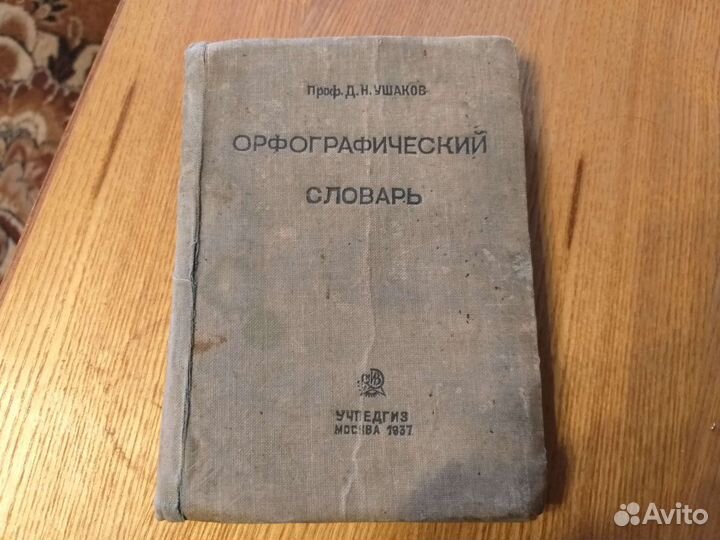 Проф. Д. Н. УШАКОВ
ОРФОГРАФИЧЕСКИЙ
СЛОВАРЬ
УЧПЕДГИЗ
МОСКВА 1937
Avito